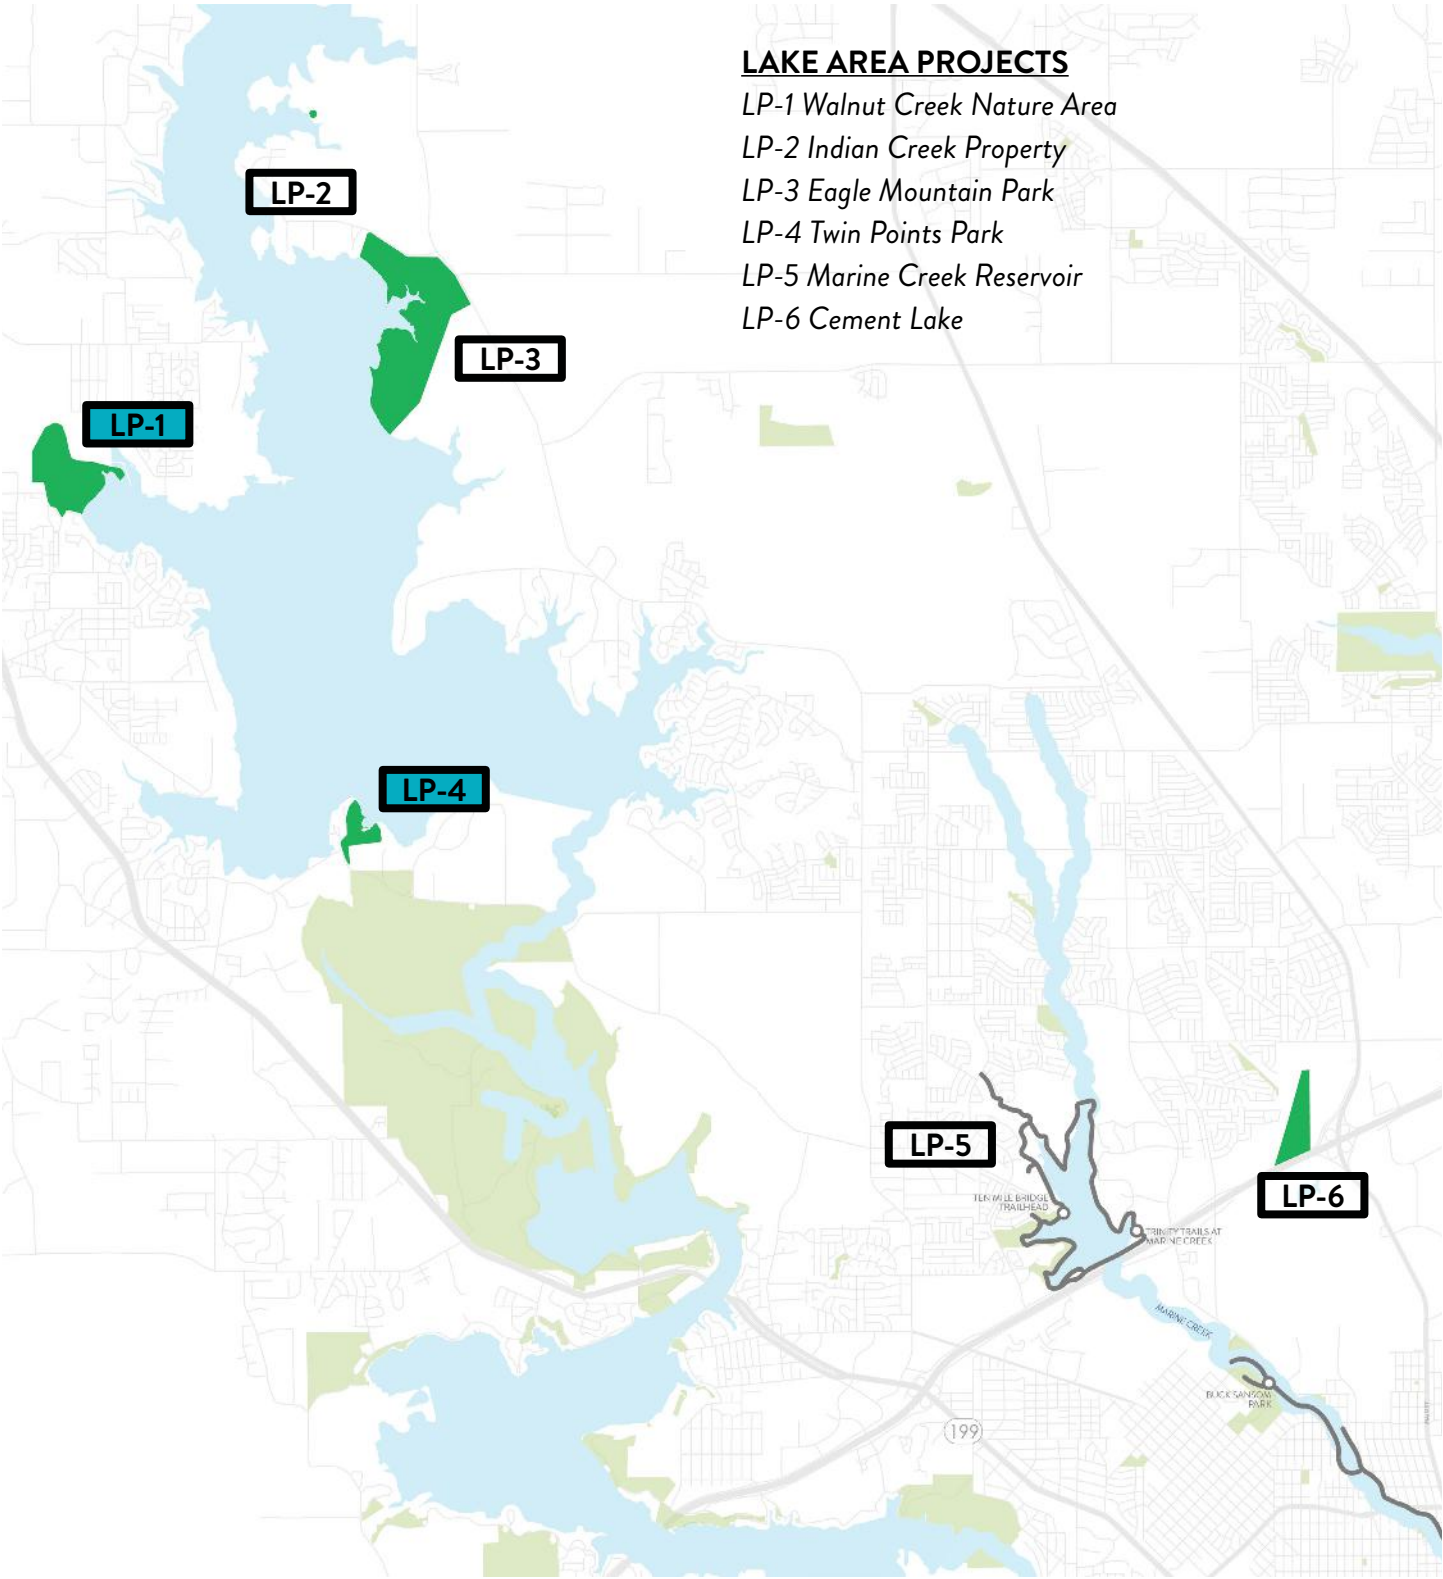 LAKE AREA PROJECTS
LP-1 Walnut Creek Nature Area
LP-2 Indian Creek Property
LP-3 Eagle Mountain Park
LP-4 Twin Points Park
LP-5 Marine Creek Reservoir
LP-6 Cement Lake
LP-2
LP-3
LP-1
LP-4
LP-5
LP-6
TEN MILE BRIDGE
TRAILHEAD
TRINITY TRAILS AT
MARINE CREEK
MARINE CREEK
BUCK SANSOM
PARK
199